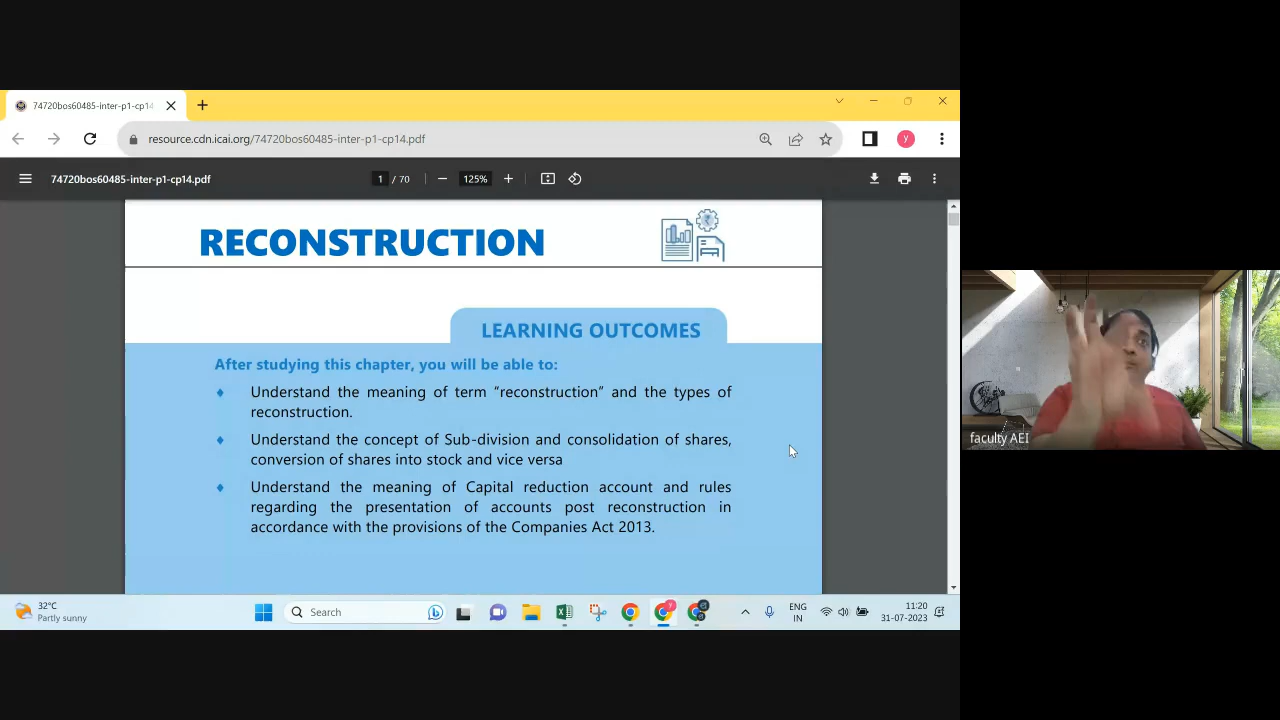 74720bos60485-inter-p1-cp14
resource.cdn.icai.org/74720bos60485-inter-p1-cp14.pdf
y
74720bos60485-inter-p1-cp14.pdf
1 / 70
125%
RECONSTRUCTION
LEARNING OUTCOMES
After studying this chapter, you will be able to:
Understand the meaning of term “reconstruction” and the types of
reconstruction.
Understand the concept of Sub-division and consolidation of shares,
conversion of shares into stock and vice versa
Understand the meaning of Capital reduction account and rules
regarding the presentation of accounts post reconstruction in
accordance with the provisions of the Companies Act 2013.
faculty AEI
32°C
Partly sunny
Search
ENG
IN
11:20
31-07-2023